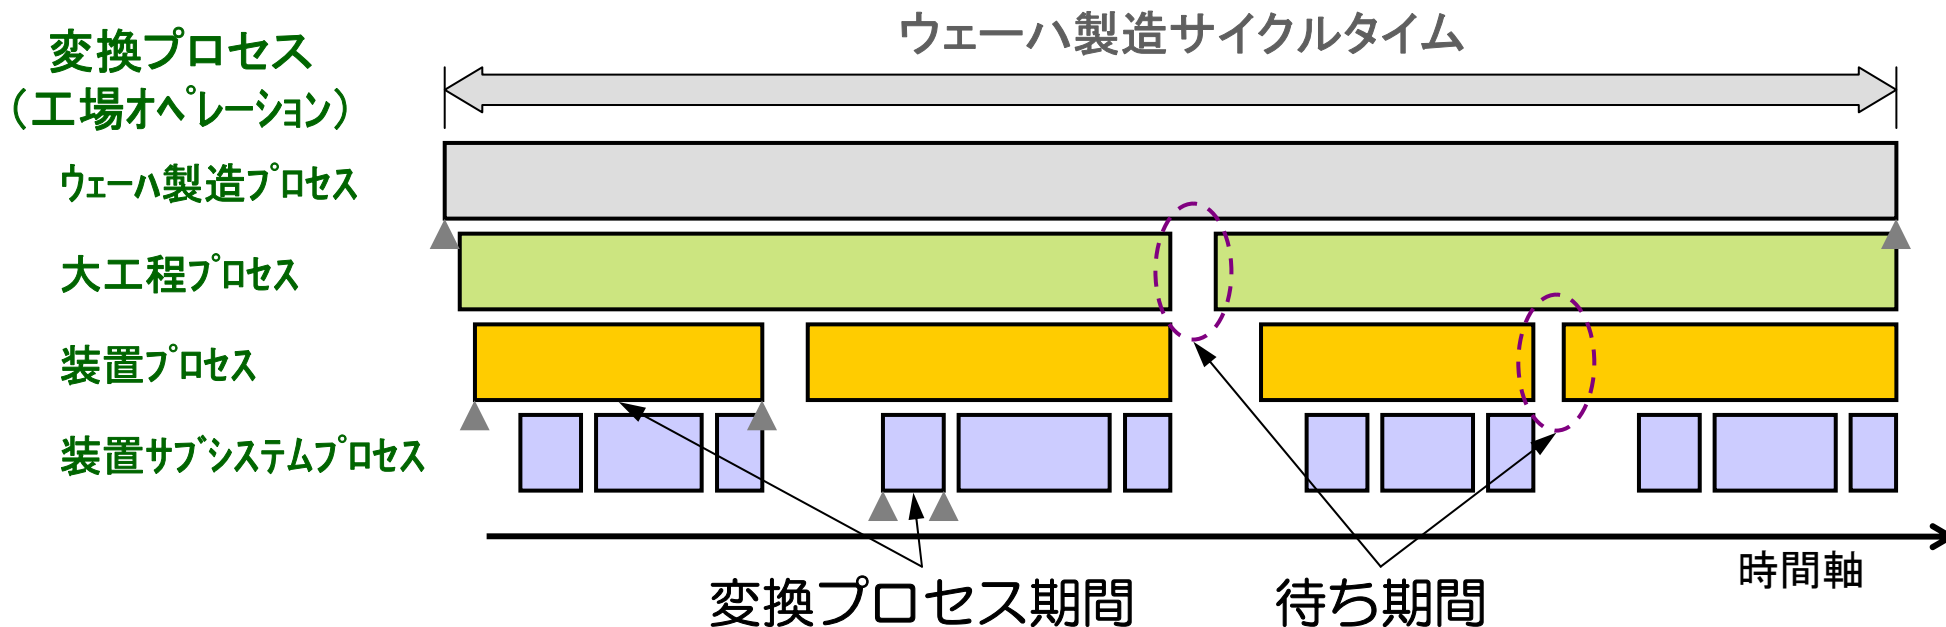 ウェーハ製造サイクルタイム
変換プロセス
（工場オペレーション）
ウェーハ製造プロセス
大工程プロセス
装置プロセス
装置サブシステムプロセス
時間軸
変換プロセス期間
待ち期間